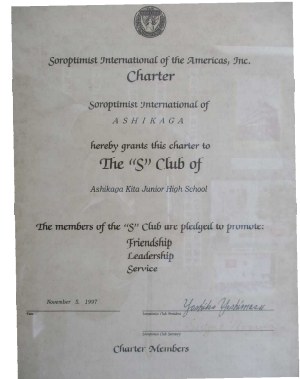 Soroptimist International of the Americas, Inc.
Charter
Soroptimist International of
ASHIKAGA
hereby grants this charter to
The "S" Club of
Ashikaga Kita Junior High School
The members of the "S" Club are pledged to promote:
Friendship
Leadership
Service
November 5, 1997
Charter Members